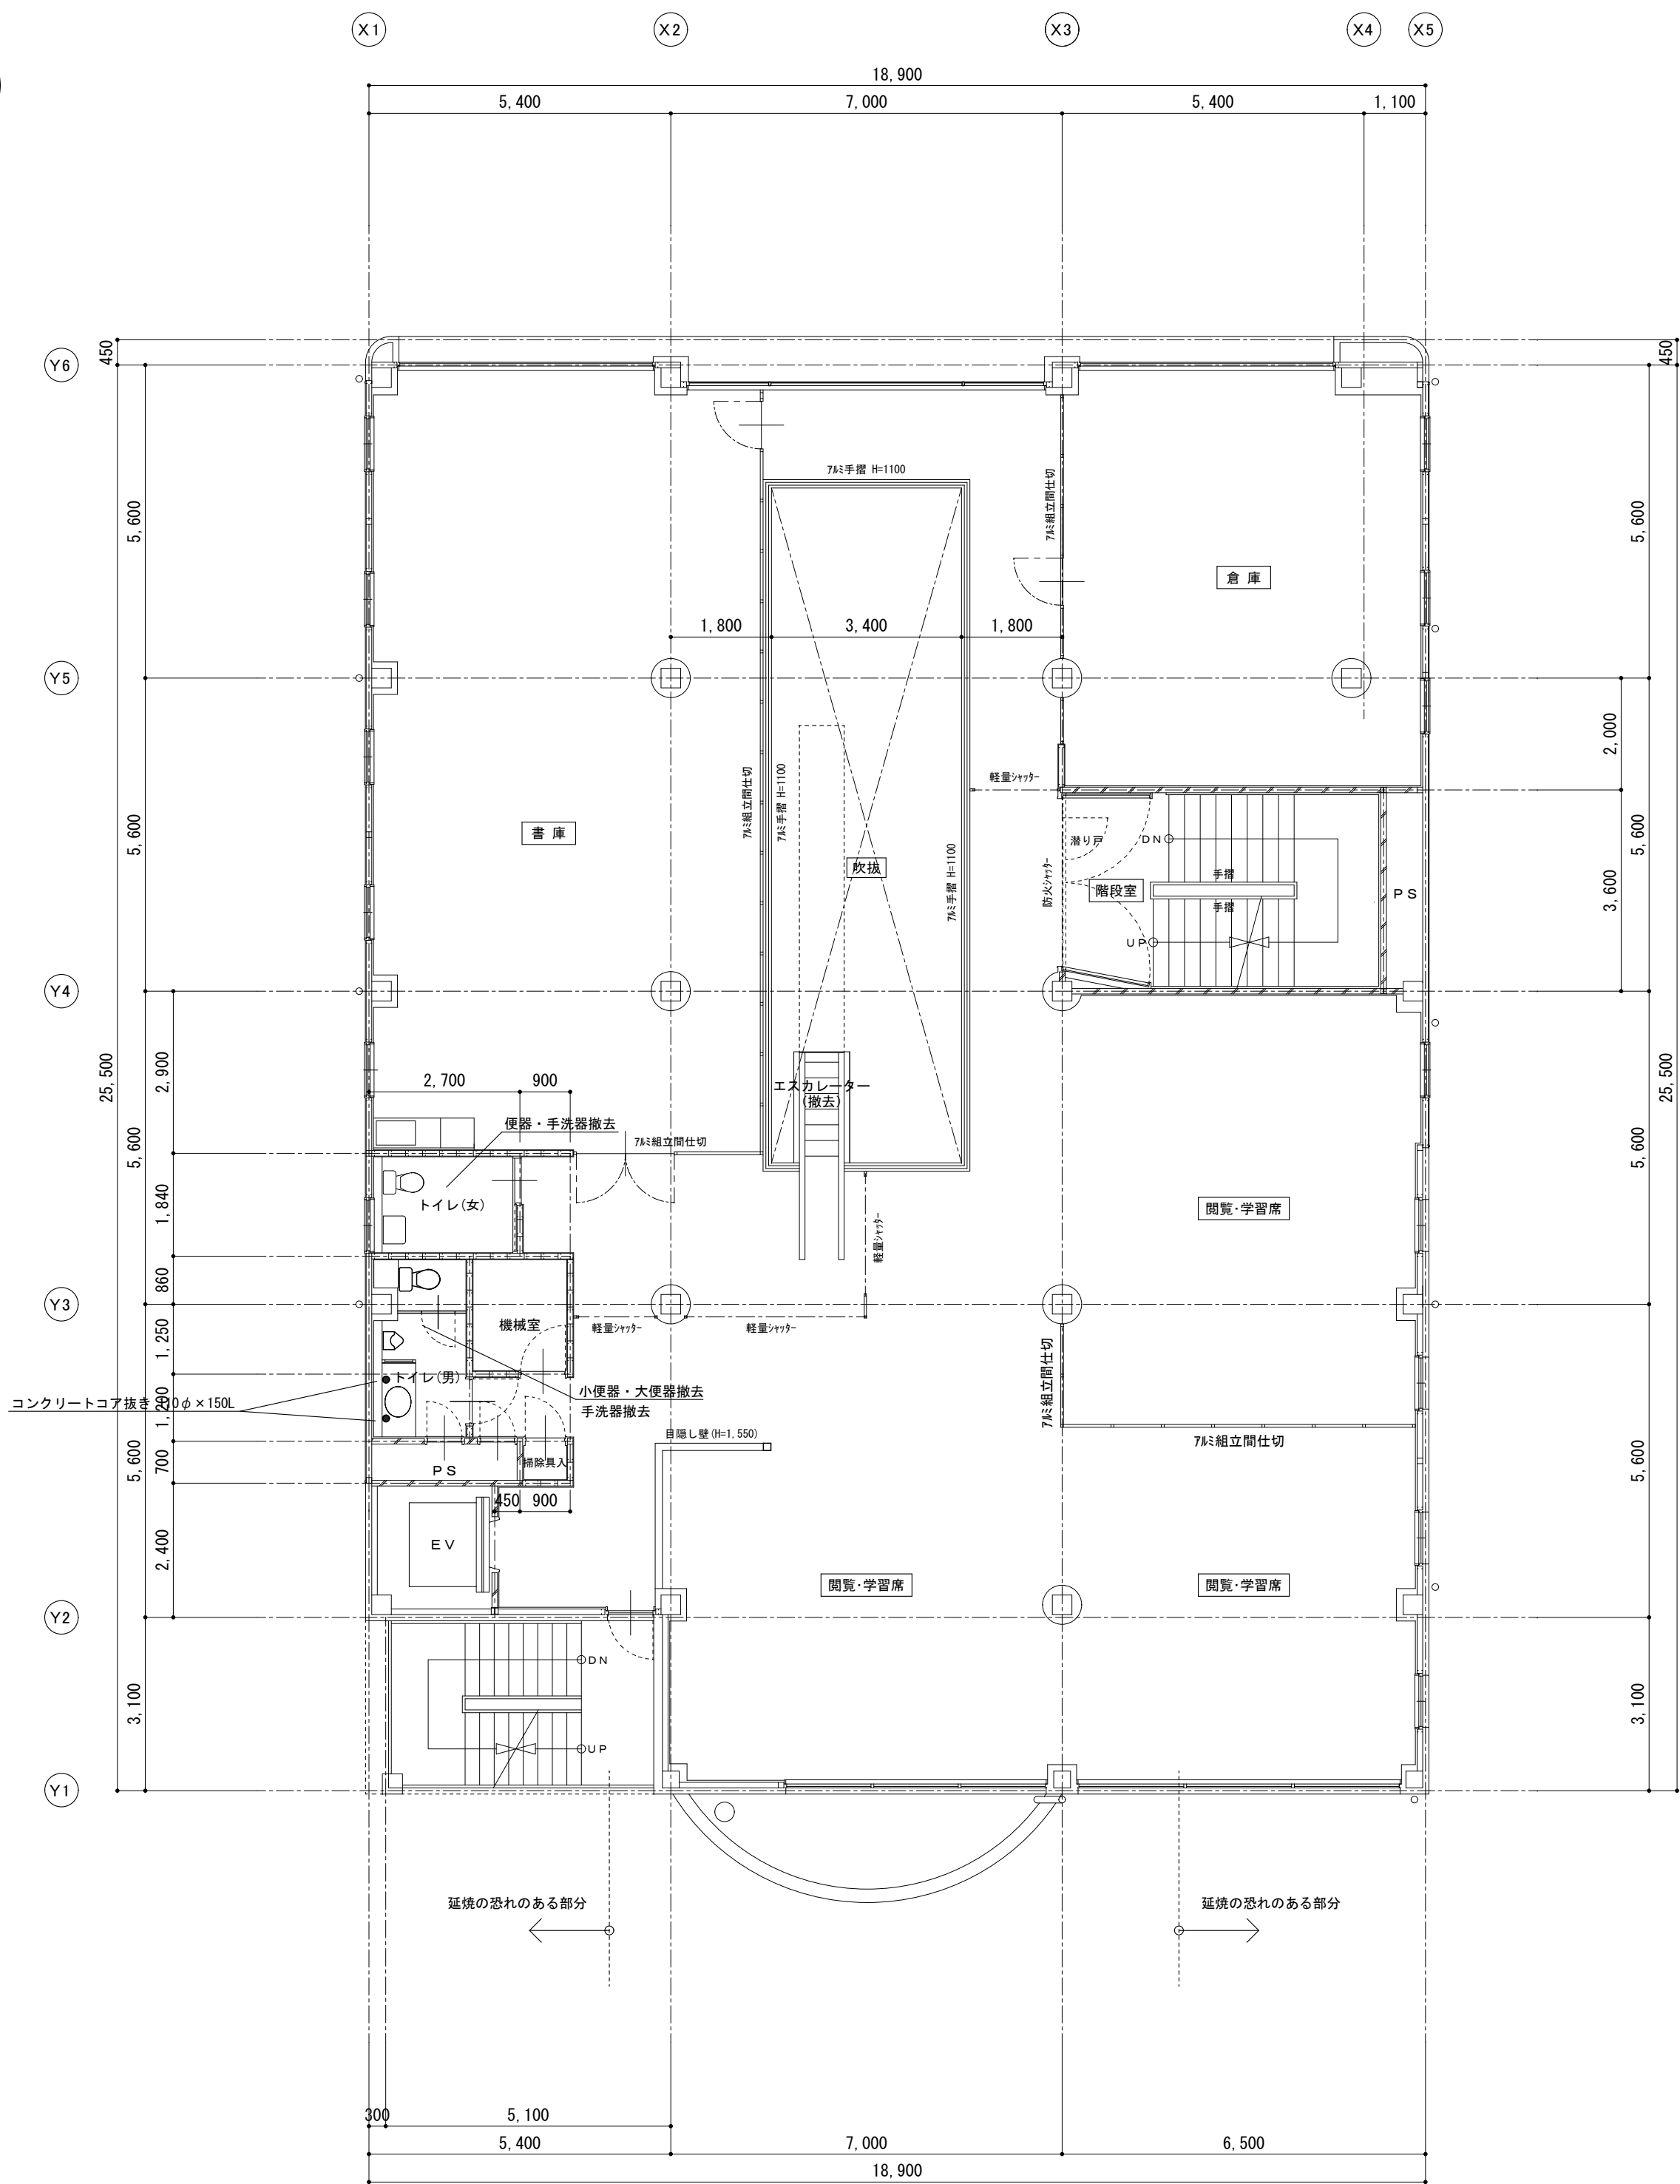 X1
X2
X3
X4
X5
18,900
5,400
7,000
5,400
1,100
450
450
Y6
アルミ手摺 H=1100
アルミ組立間仕切
5,600
5,600
倉 庫
1,800
3,400
1,800
Y5
2,000
軽量シャッター
アルミ組立間仕切
アルミ手摺 H=1100
書 庫
5,600
5,600
吹抜
アルミ手摺 H=1100
防火シャッター
潜り戸
DN
手摺
階段室
手摺
PS
3,600
UP
Y4
25,500
25,500
2,900
2,700
900
エスカレーター
(撤去)
便器・手洗器撤去
アルミ組立間仕切
5,600
5,600
1,840
トイレ(女)
閲覧・学習席
軽量シャッター
860
Y3
機械室
軽量シャッター
軽量シャッター
1,250
トイレ(男)
アルミ組立間仕切
小便器・大便器撤去
手洗器撤去
コンクリートコア抜き
10φ×150L
1,200
目隠し壁(H=1,550)
アルミ組立間仕切
5,600
5,600
700
PS
掃除具入
450
900
2,400
EV
閲覧・学習席
閲覧・学習席
Y2
DN
3,100
3,100
UP
Y1
延焼の恐れのある部分
延焼の恐れのある部分
300
5,100
5,400
7,000
6,500
18,900